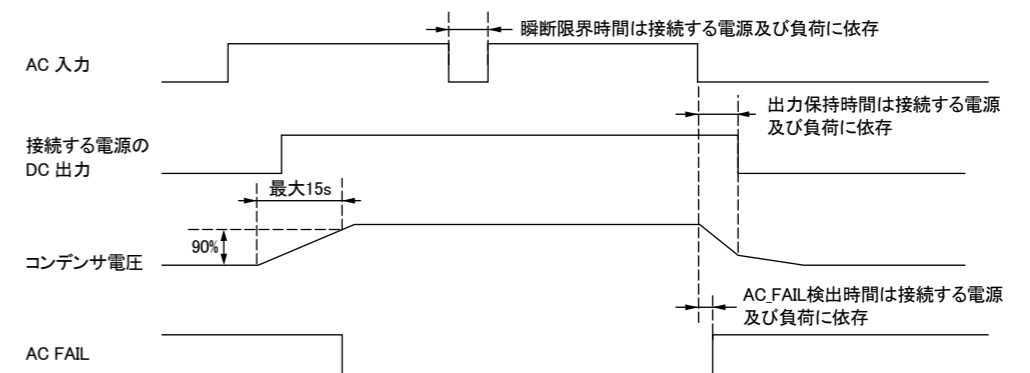 瞬断限界時間は接続する電源及び負荷に依存
AC 入力
出力保持時間は接続する電源
及び負荷に依存
接続する電源の
DC 出力
最大15s
90%
コンデンサ電圧
AC_FAIL検出時間は接続する電源
及び負荷に依存
AC FAIL